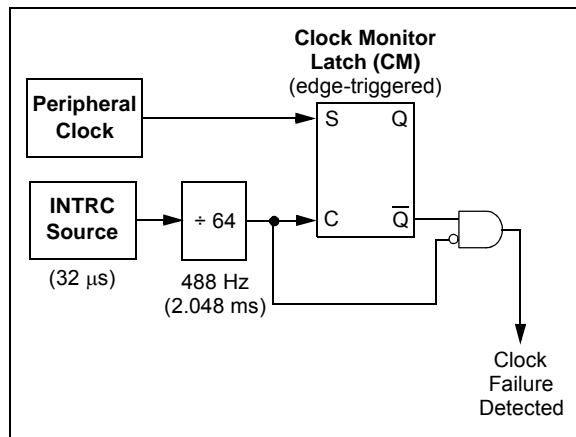 Clock Monitor
Latch (CM)
(edge-triggered)
Peripheral
Clock
S
Q
INTRC
Source
÷ 64
C
Q
(32 μs)
488 Hz
(2.048 ms)
Clock
Failure
Detected